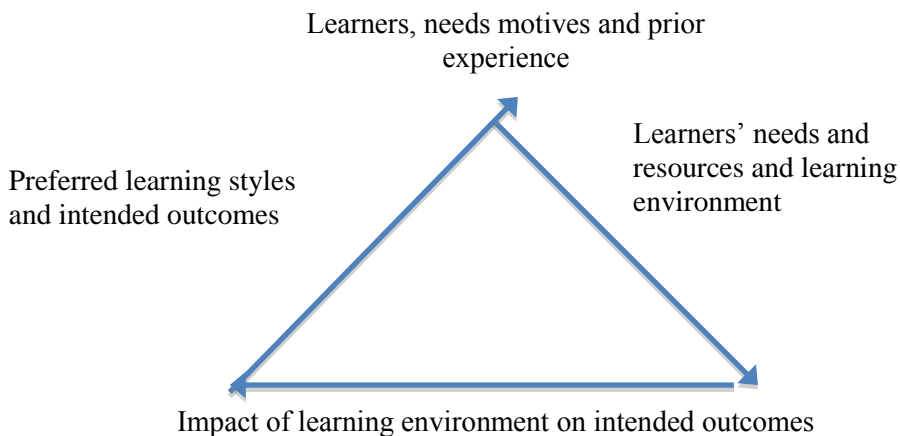 Learners, needs motives and prior
experience
Learners’ needs and
resources and learning
environment
Preferred learning styles
and intended outcomes
Impact of learning environment on intended outcomes